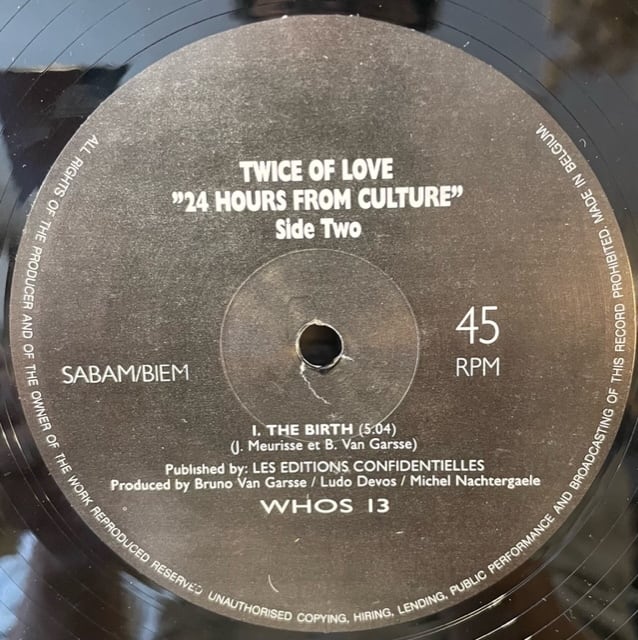 TWICE OF LOVE
”24 HOURS FROM CULTURE”
Side Two
45
RPM
SABAM/BIEM
1. THE BIRTH (5:04)
(J. Meurisse et B. Van Garsse)
Published by: LES EDITIONS CONFIDENTIELLES
Produced by Bruno Van Garsse / Ludo Devos / Michel Nachtergaele
WHOS 13
ALL RIGHTS OF THE PRODUCER AND OF THE OWNER OF THE WORK REPRODUCED RESERVED UNAUTHORISED COPYING, HIRING, LENDING, PUBLIC PERFORMANCE AND BROADCASTING OF THIS RECORD PROHIBITED. MADE IN BELGIUM.